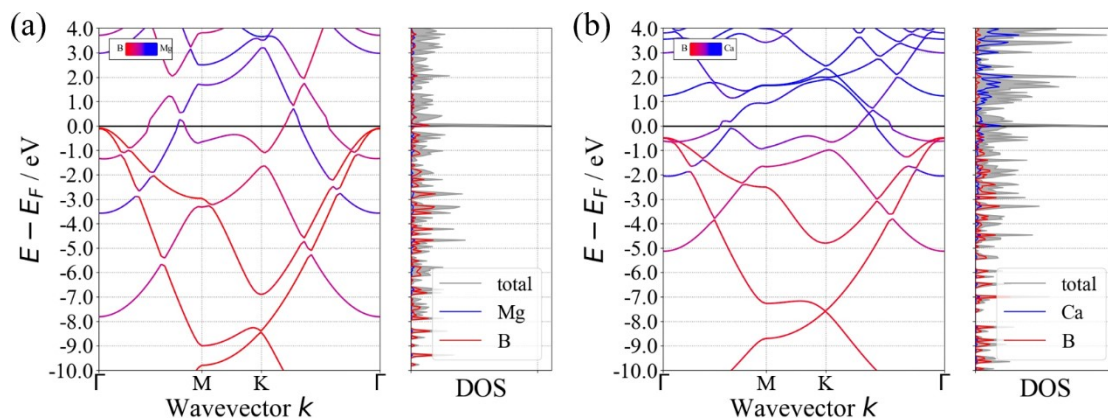 (a)
B Mg
E − E_F / eV
4.0
3.0
2.0
1.0
0.0
-1.0
-2.0
-3.0
-4.0
-5.0
-6.0
-7.0
-8.0
-9.0
-10.0
Γ M K Γ
Wavevector k
total
Mg
B
DOS
(b)
B Ca
E − E_F / eV
4.0
3.0
2.0
1.0
0.0
-1.0
-2.0
-3.0
-4.0
-5.0
-6.0
-7.0
-8.0
-9.0
-10.0
Γ M K Γ
Wavevector k
total
Ca
B
DOS